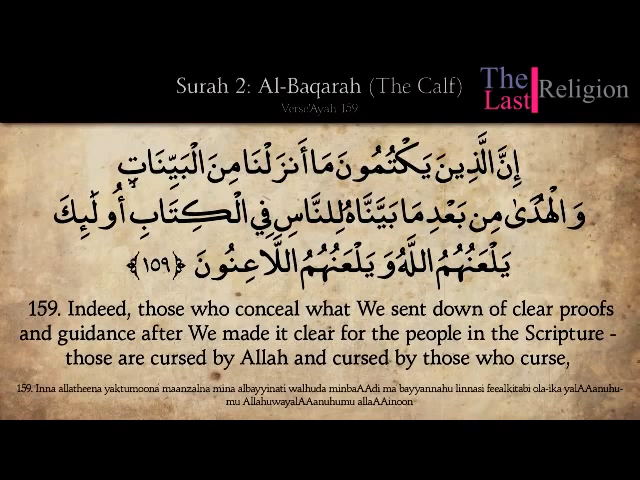 Surah 2: Al-Baqarah (The Calf)
Verse'Ayah 159
The Last Religion
إِنَّ الَّذِينَ يَكْتُمُونَ مَا أَنزَلْنَا مِنَ الْبَيِّنَاتِ
وَالْهُدَىٰ مِن بَعْدِ مَا بَيَّنَّاهُ لِلنَّاسِ فِي الْكِتَابِ أُولَٰئِكَ
يَلْعَنُهُمُ اللَّهُ وَيَلْعَنُهُمُ اللَّاعِنُونَ ﴿١٥٩﴾
159. Indeed, those who conceal what We sent down of clear proofs
and guidance after We made it clear for the people in the Scripture -
those are cursed by Allah and cursed by those who curse,
159. Inna allatheena yaktumoona maanzalna mina albayyinati walhuda minbaAAdi ma bayyannahu linnasi feealkitabi ola-ika yalAAanuhu-
mu AllahuwayalAAanuhumu allaAAinoon